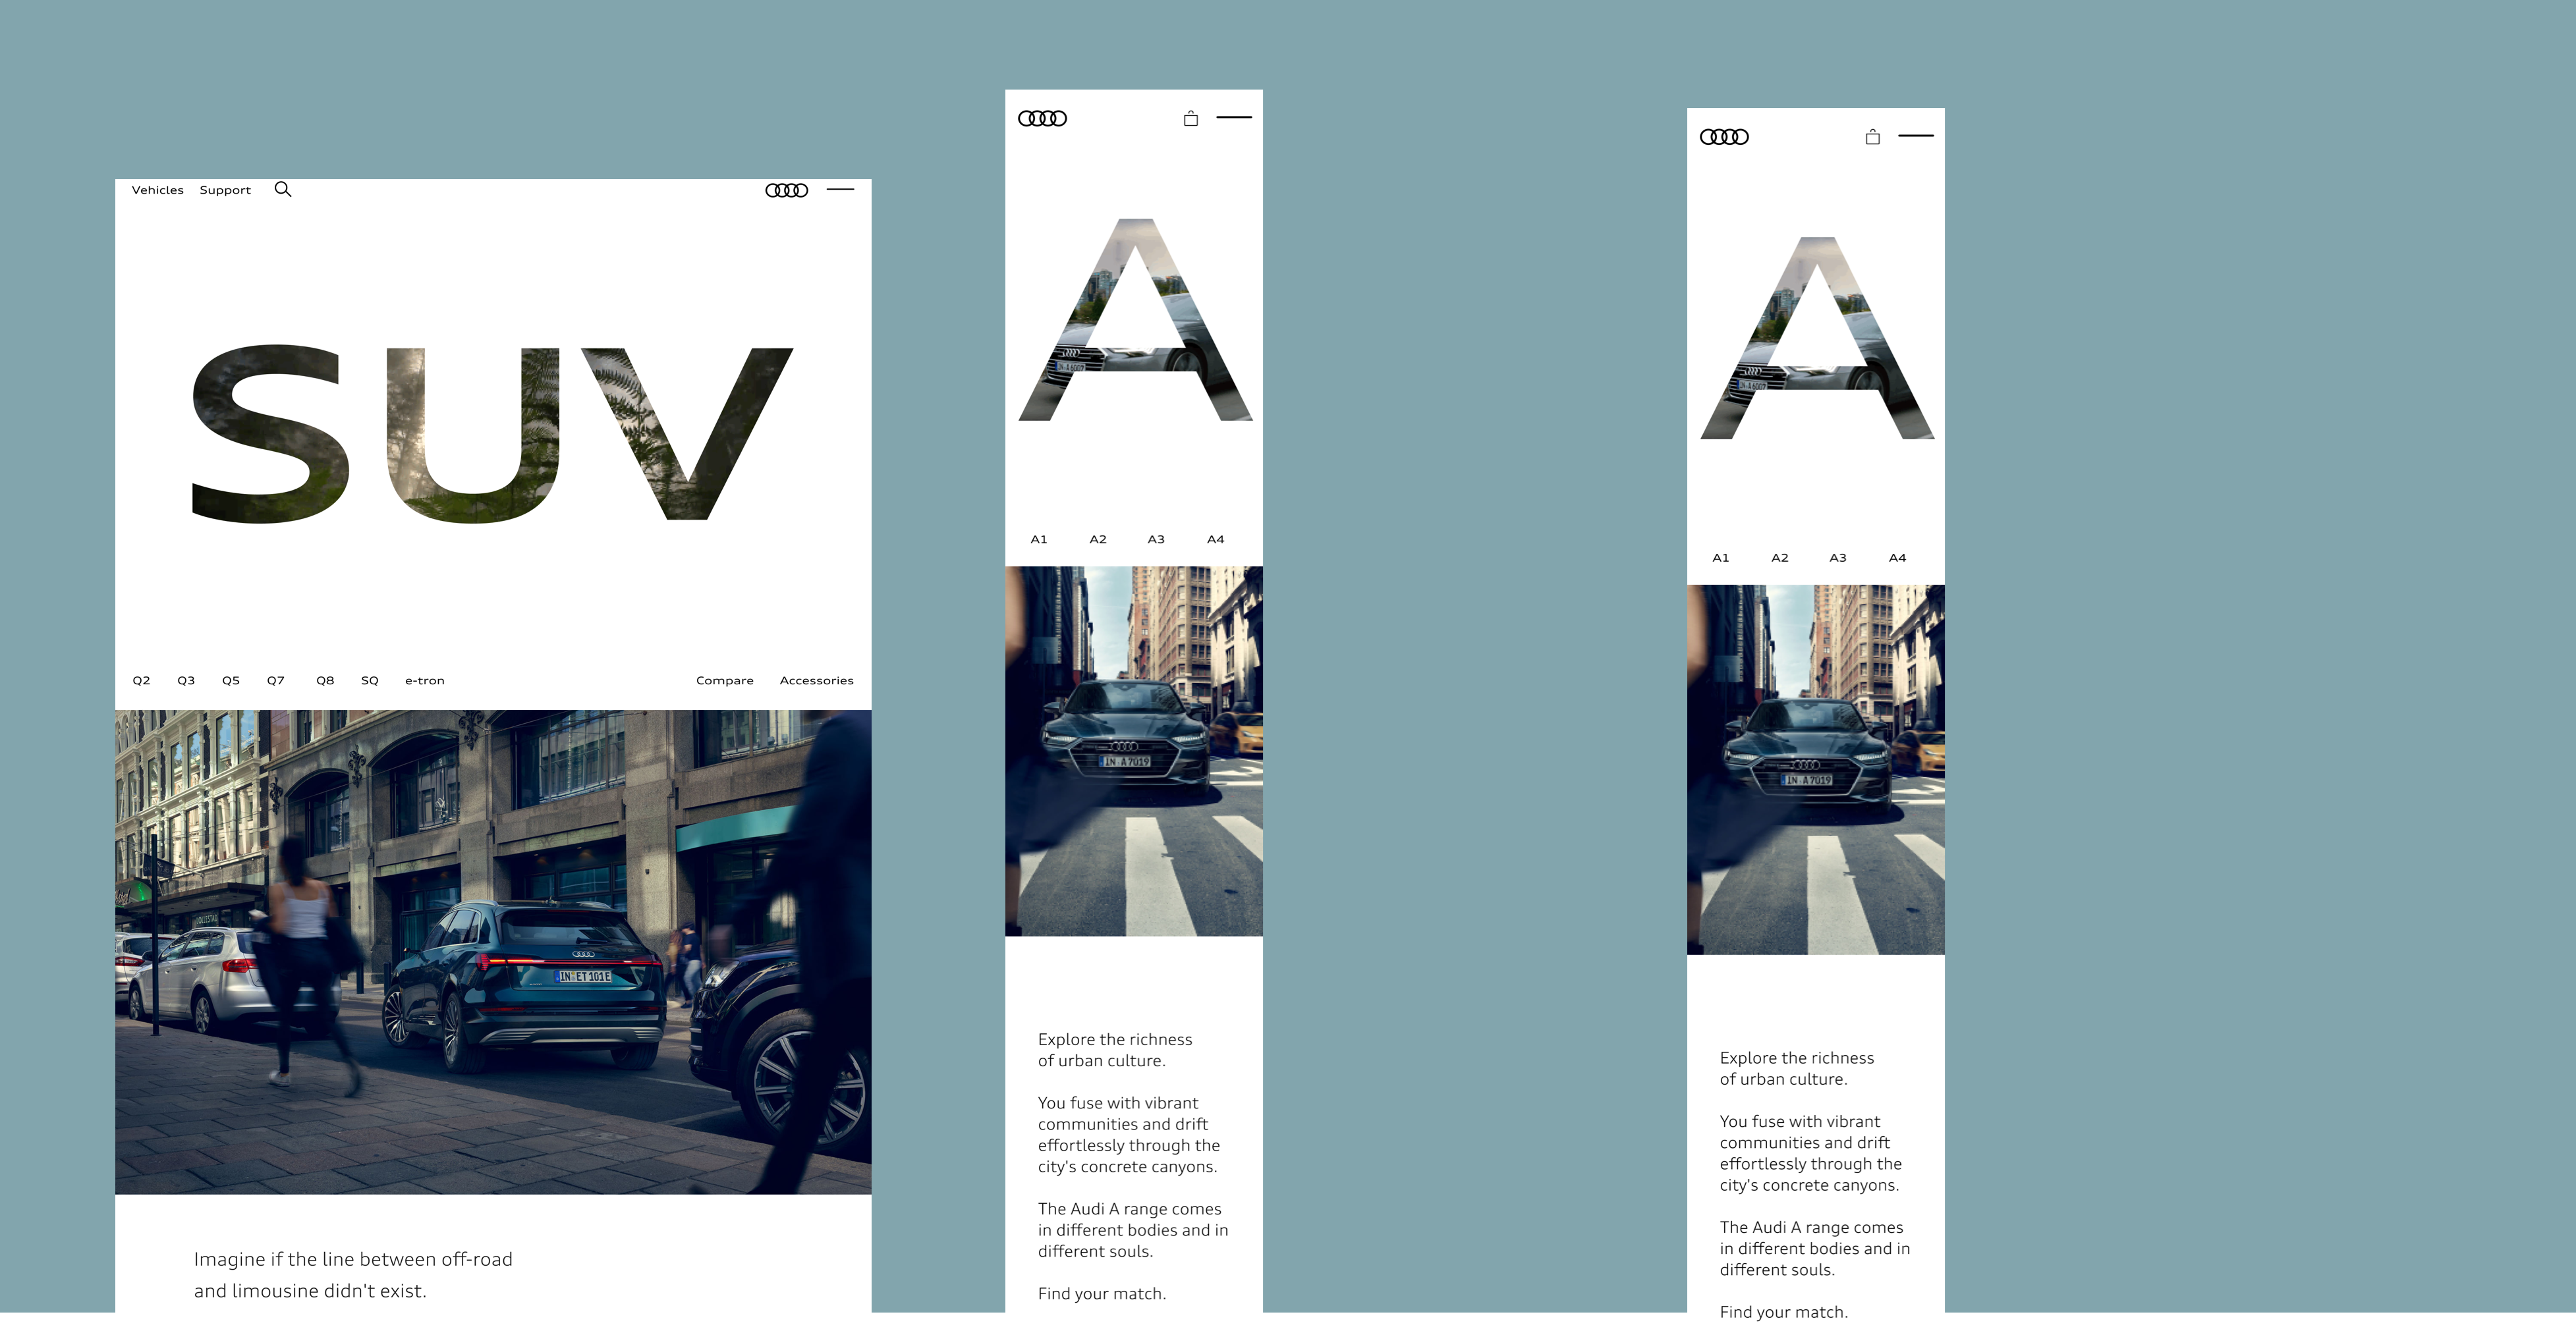 Vehicles Support
SUV
Q2 Q3 Q5 Q7 Q8 SQ e-tron Compare Accessories
IN ET 101E
Imagine if the line between off-road
and limousine didn't exist.
A
A1 A2 A3 A4
IN A 7019
Explore the richness
of urban culture.
You fuse with vibrant
communities and drift
effortlessly through the
city's concrete canyons.
The Audi A range comes
in different bodies and in
different souls.
Find your match.
A
A1 A2 A3 A4
IN A 7019
Explore the richness
of urban culture.
You fuse with vibrant
communities and drift
effortlessly through the
city's concrete canyons.
The Audi A range comes
in different bodies and in
different souls.
Find your match.